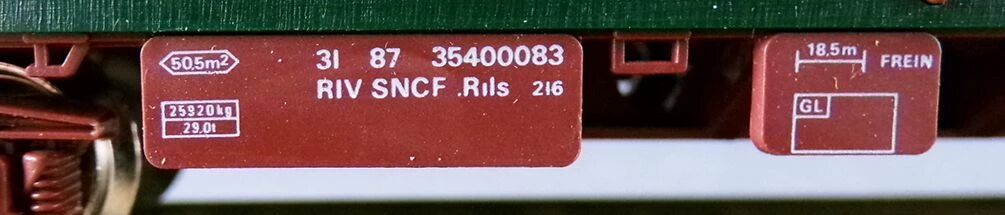 50.5m²
31 87 35400083
RIV SNCF .Rils 216
25920kg
29.0t
18.5m FREIN
GL